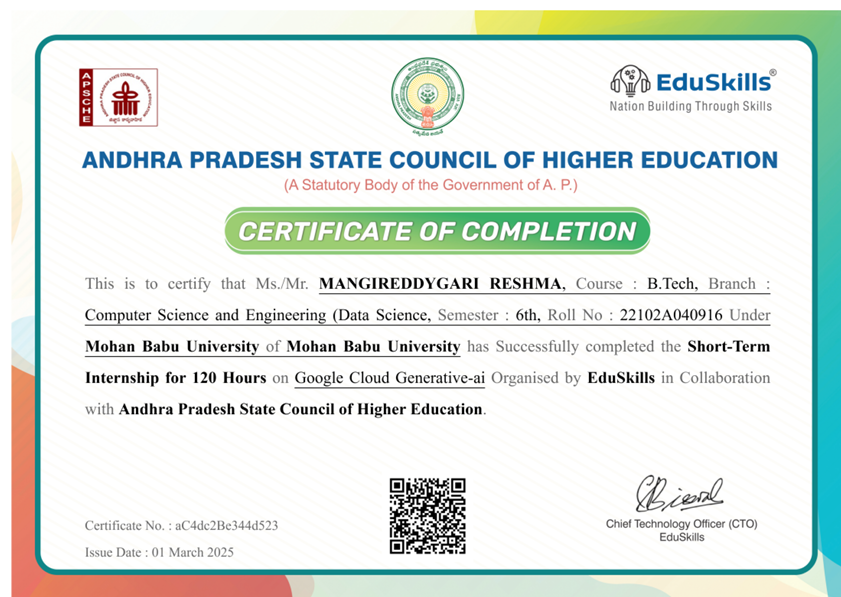 APSCHE
EduSkills®
Nation Building Through Skills
ANDHRA PRADESH STATE COUNCIL OF HIGHER EDUCATION
(A Statutory Body of the Government of A. P.)
CERTIFICATE OF COMPLETION
This is to certify that Ms./Mr. MANGIREDDYGARI RESHMA, Course : B.Tech, Branch :
Computer Science and Engineering (Data Science, Semester : 6th, Roll No : 22102A040916 Under
Mohan Babu University of Mohan Babu University has Successfully completed the Short-Term
Internship for 120 Hours on Google Cloud Generative-ai Organised by EduSkills in Collaboration
with Andhra Pradesh State Council of Higher Education.
Certificate No. : aC4dc2Be344d523
Issue Date : 01 March 2025
Chief Technology Officer (CTO)
EduSkills